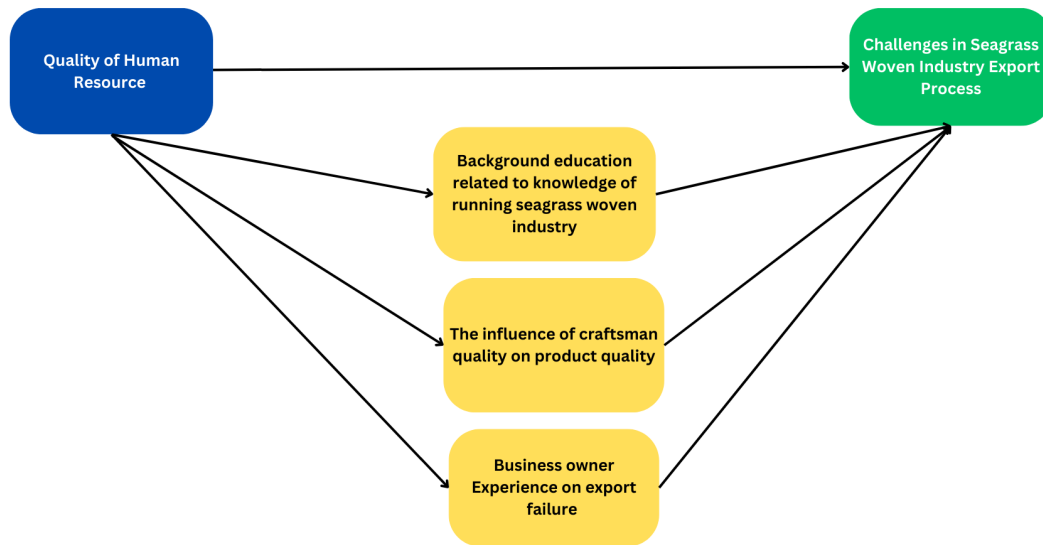 Quality of Human
Resource
Challenges in Seagrass
Woven Industry Export
Process
Background education
related to knowledge of
running seagrass woven
industry
The influence of craftsman
quality on product quality
Business owner
Experience on export
failure